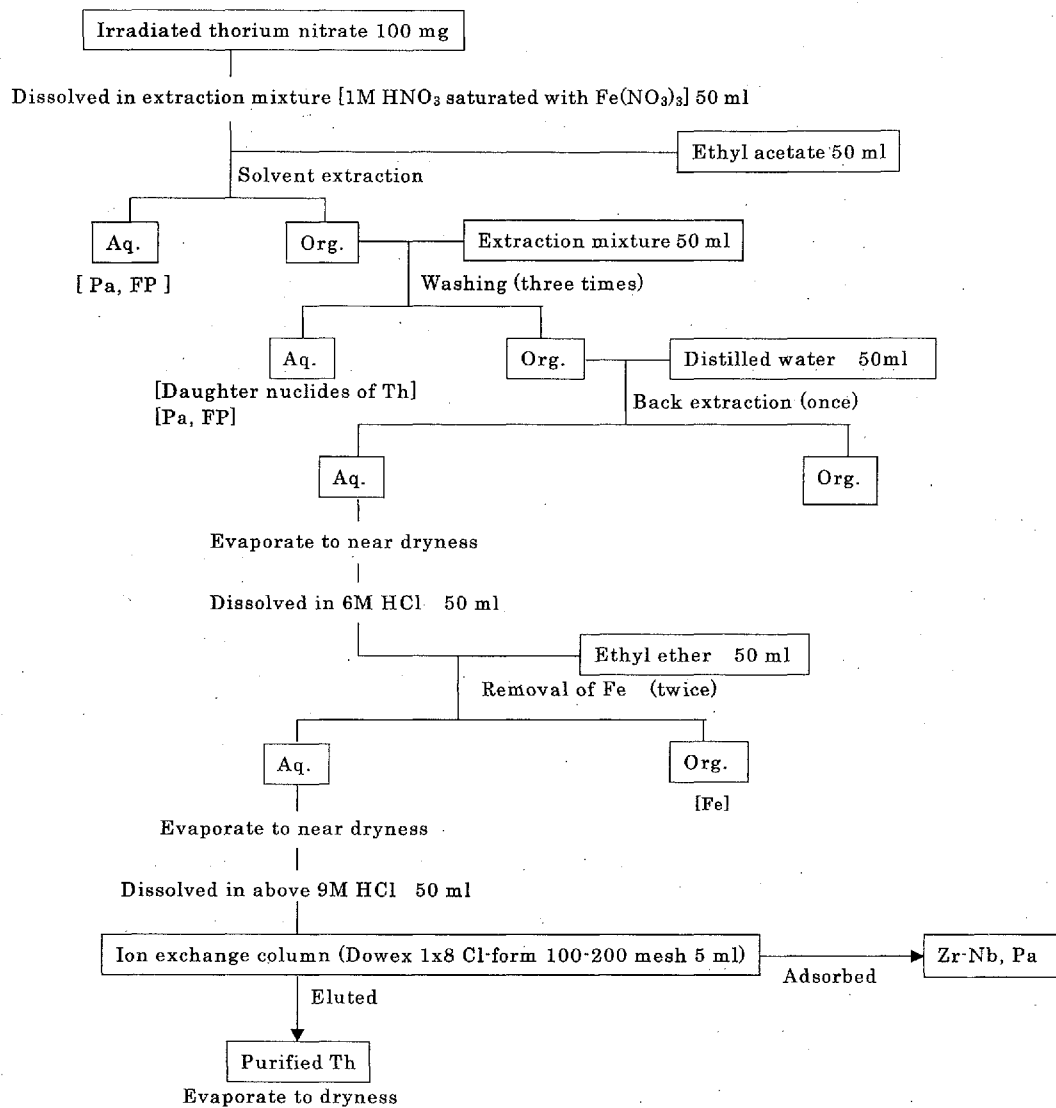 Irradiated thorium nitrate 100 mg
Dissolved in extraction mixture [1M HNO₃ saturated with Fe(NO₃)₃] 50 ml
Ethyl acetate 50 ml
Solvent extraction
Aq.
Org.
Extraction mixture 50 ml
[ Pa, FP ]
Washing (three times)
Aq.
Org.
Distilled water 50ml
[Daughter nuclides of Th]
[Pa, FP]
Back extraction (once)
Aq.
Org.
Evaporate to near dryness
Dissolved in 6M HCl 50 ml
Ethyl ether 50 ml
Removal of Fe (twice)
Aq.
Org.
[Fe]
Evaporate to near dryness
Dissolved in above 9M HCl 50 ml
Ion exchange column (Dowex 1x8 Cl-form 100-200 mesh 5 ml)
Adsorbed
Zr-Nb, Pa
Eluted
Purified Th
Evaporate to dryness